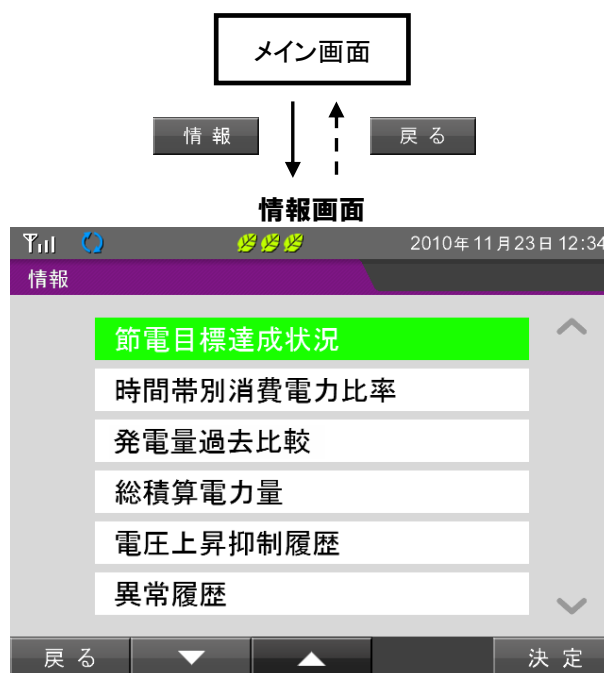 メイン画面
情 報
戻 る
情報画面
2010年11月23日 12:34
情報
節電目標達成状況
時間帯別消費電力比率
発電量過去比較
総積算電力量
電圧上昇抑制履歴
異常履歴
戻 る ▼ ▲ 決 定